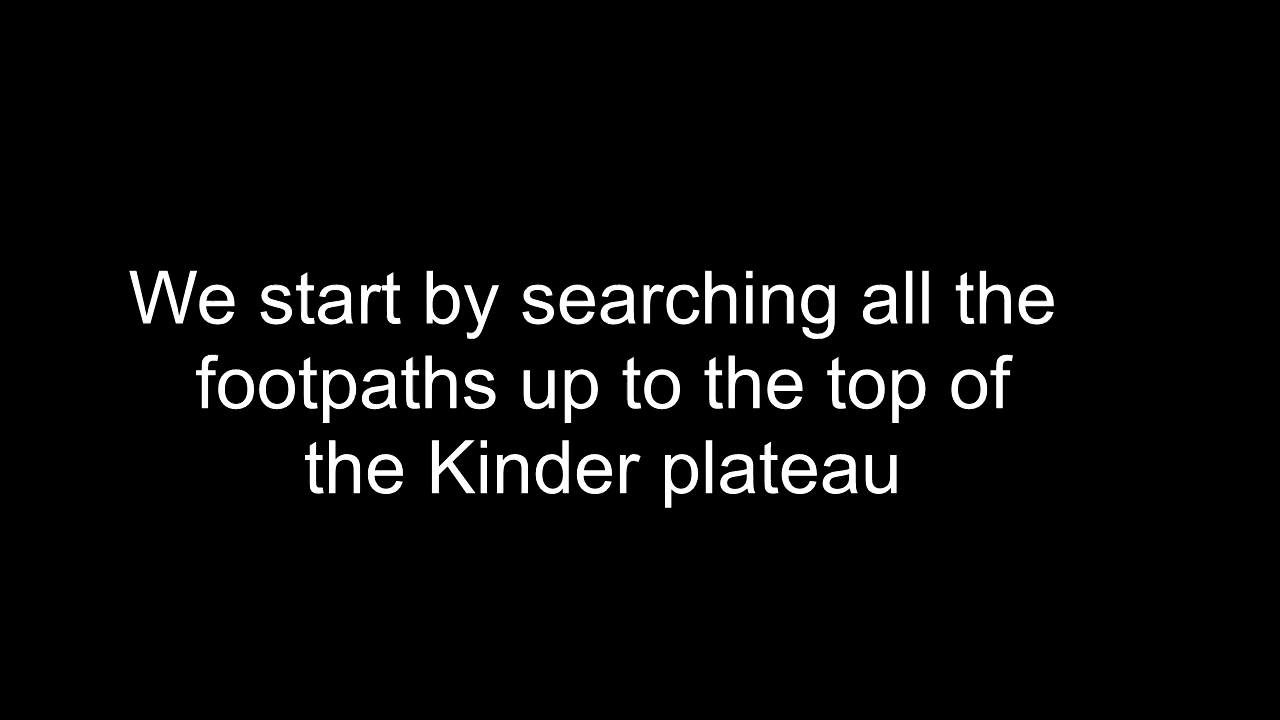 We start by searching all the
footpaths up to the top of
the Kinder plateau